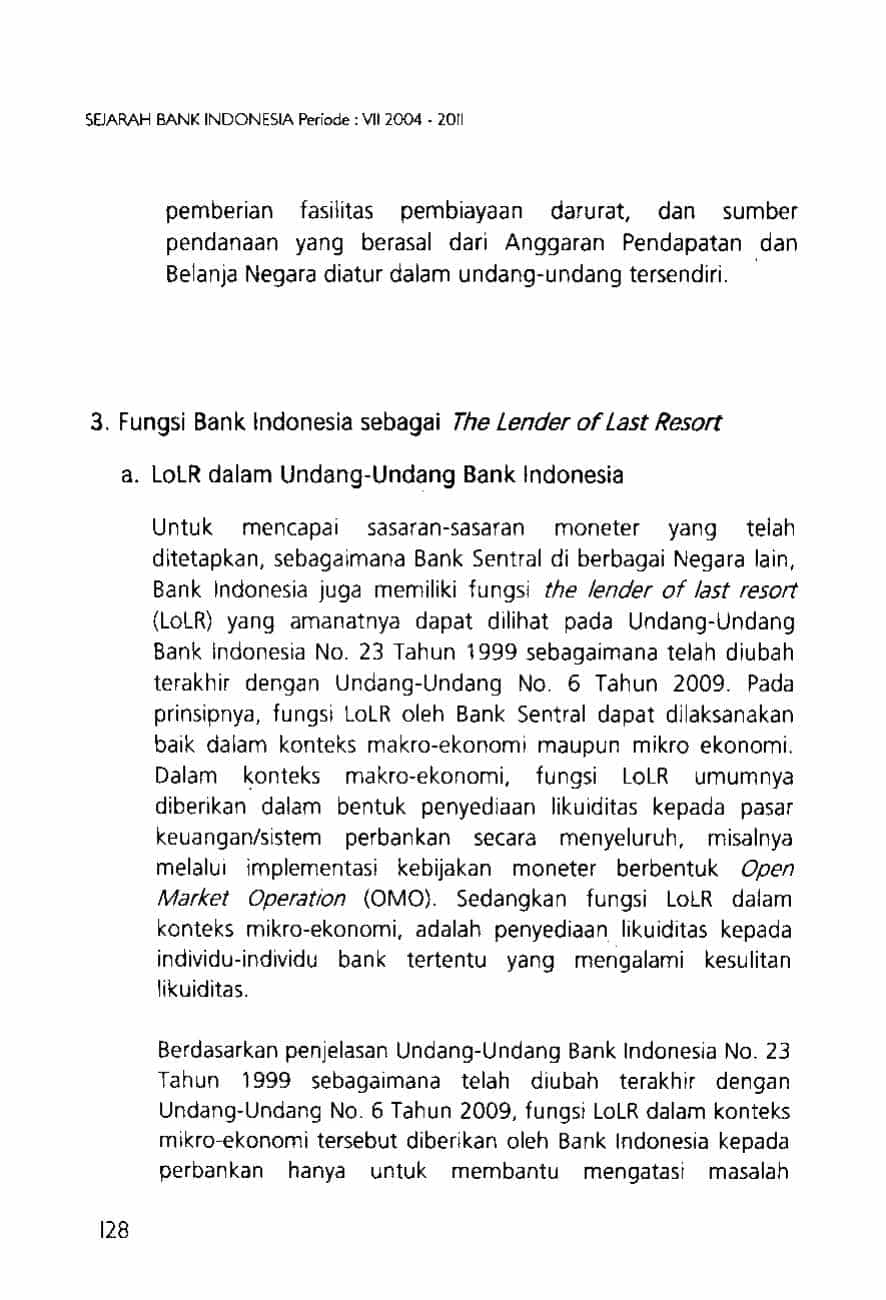 SEJARAH BANK INDONESIA Periode : VII 2004 - 2011
pemberian fasilitas pembiayaan darurat, dan sumber
pendanaan yang berasal dari Anggaran Pendapatan dan
Belanja Negara diatur dalam undang-undang tersendiri.
3. Fungsi Bank Indonesia sebagai The Lender of Last Resort
a. LoLR dalam Undang-Undang Bank Indonesia
Untuk mencapai sasaran-sasaran moneter yang telah
ditetapkan, sebagaimana Bank Sentral di berbagai Negara lain,
Bank Indonesia juga memiliki fungsi the lender of last resort
(LoLR) yang amanatnya dapat dilihat pada Undang-Undang
Bank Indonesia No. 23 Tahun 1999 sebagaimana telah diubah
terakhir dengan Undang-Undang No. 6 Tahun 2009. Pada
prinsipnya, fungsi LoLR oleh Bank Sentral dapat dilaksanakan
baik dalam konteks makro-ekonomi maupun mikro ekonomi.
Dalam konteks makro-ekonomi, fungsi LoLR umumnya
diberikan dalam bentuk penyediaan likuiditas kepada pasar
keuangan/sistem perbankan secara menyeluruh, misalnya
melalui implementasi kebijakan moneter berbentuk Open
Market Operation (OMO). Sedangkan fungsi LoLR dalam
konteks mikro-ekonomi, adalah penyediaan likuiditas kepada
individu-individu bank tertentu yang mengalami kesulitan
likuiditas.
Berdasarkan penjelasan Undang-Undang Bank Indonesia No. 23
Tahun 1999 sebagaimana telah diubah terakhir dengan
Undang-Undang No. 6 Tahun 2009, fungsi LoLR dalam konteks
mikro-ekonomi tersebut diberikan oleh Bank Indonesia kepada
perbankan hanya untuk membantu mengatasi masalah
128